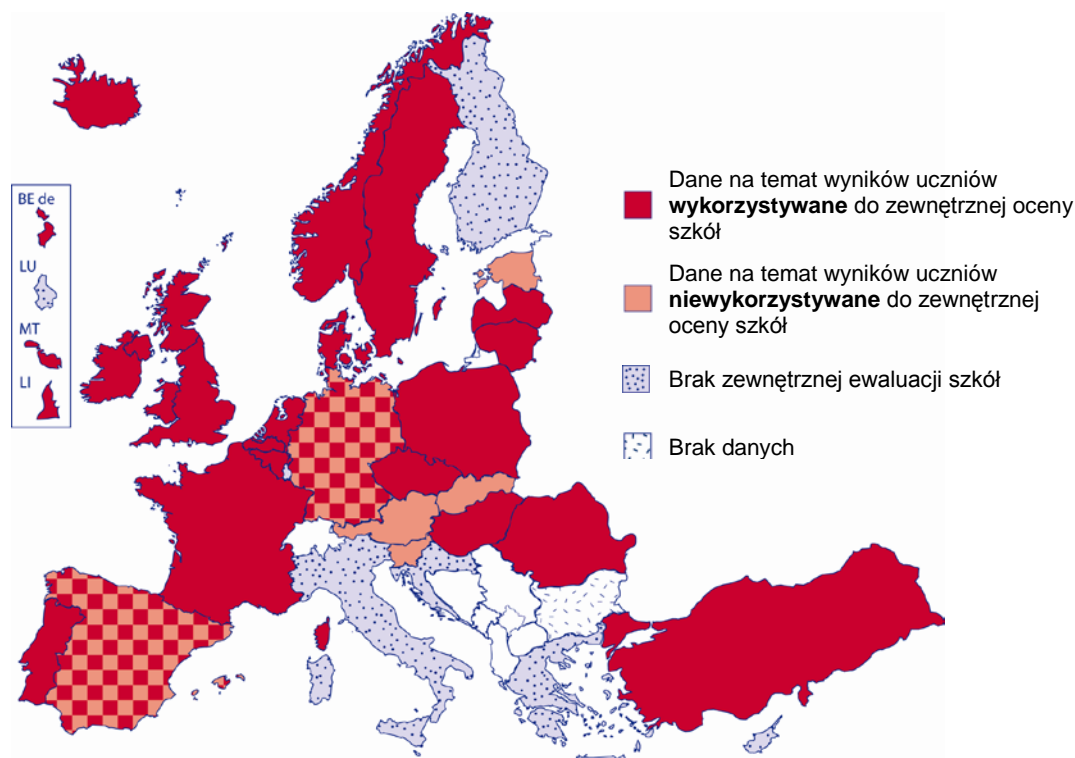 BE de
LU
MT
LI
Dane na temat wyników uczniów
wykorzystywane do zewnętrznej oceny
szkół
Dane na temat wyników uczniów
niewykorzystywane do zewnętrznej
oceny szkół
Brak zewnętrznej ewaluacji szkół
Brak danych